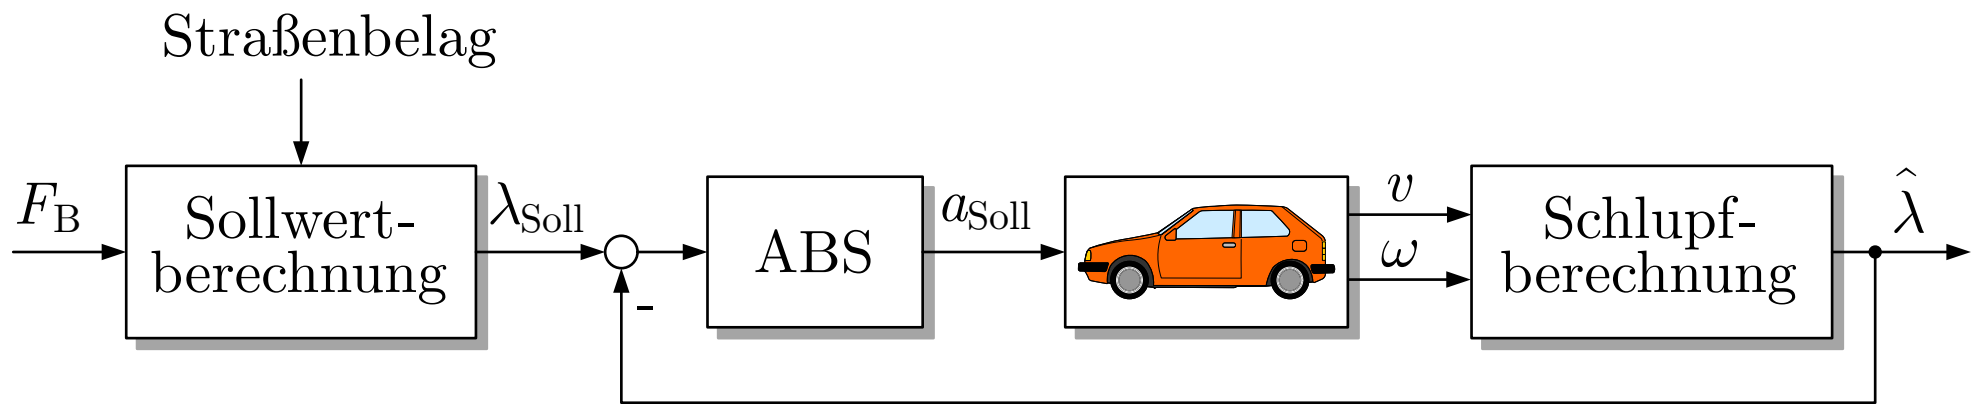 Straßenbelag
F_B
Sollwert-
berechnung
λ_Soll
-
ABS
a_Soll
v
ω
Schlupf-
berechnung
λ̂